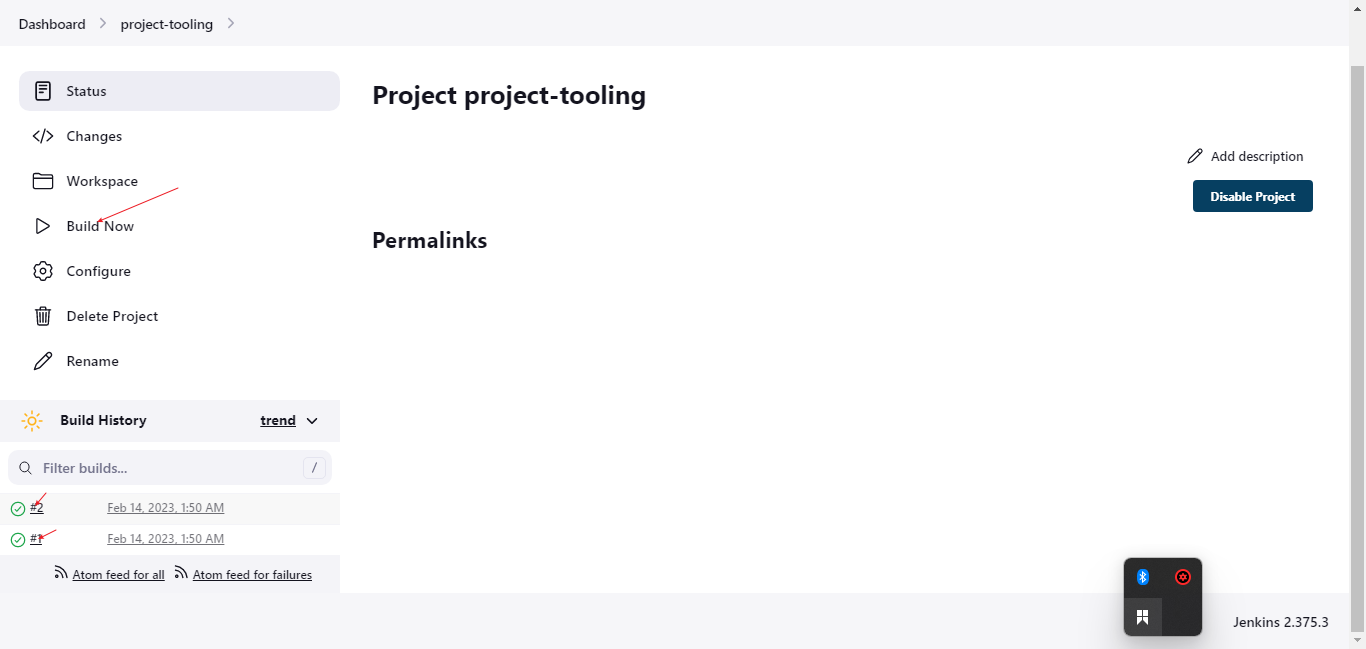 Dashboard project-tooling
Status
Changes
Workspace
Build Now
Configure
Delete Project
Rename
Build History trend
Filter builds... /
#2 Feb 14, 2023, 1:50 AM
#1 Feb 14, 2023, 1:50 AM
Atom feed for all Atom feed for failures
Project project-tooling
Add description
Disable Project
Permalinks
Jenkins 2.375.3